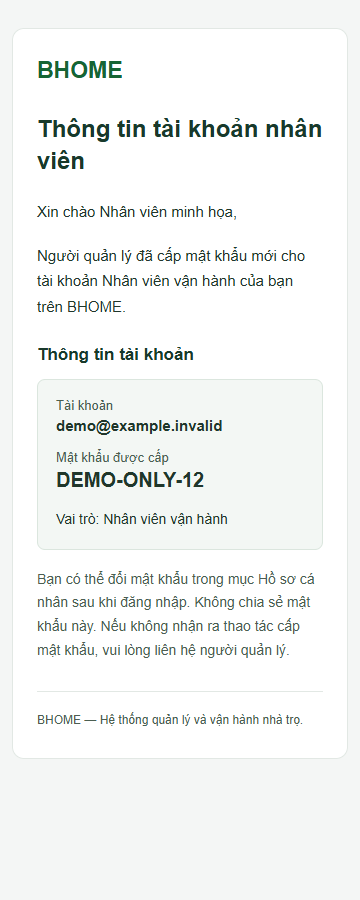 BHOME
Thông tin tài khoản nhân
viên
Xin chào Nhân viên minh họa,
Người quản lý đã cấp mật khẩu mới cho
tài khoản Nhân viên vận hành của bạn
trên BHOME.
Thông tin tài khoản
Tài khoản
demo@example.invalid
Mật khẩu được cấp
DEMO-ONLY-12
Vai trò: Nhân viên vận hành
Bạn có thể đổi mật khẩu trong mục Hồ sơ cá
nhân sau khi đăng nhập. Không chia sẻ mật
khẩu này. Nếu không nhận ra thao tác cấp
mật khẩu, vui lòng liên hệ người quản lý.
BHOME — Hệ thống quản lý và vận hành nhà trọ.